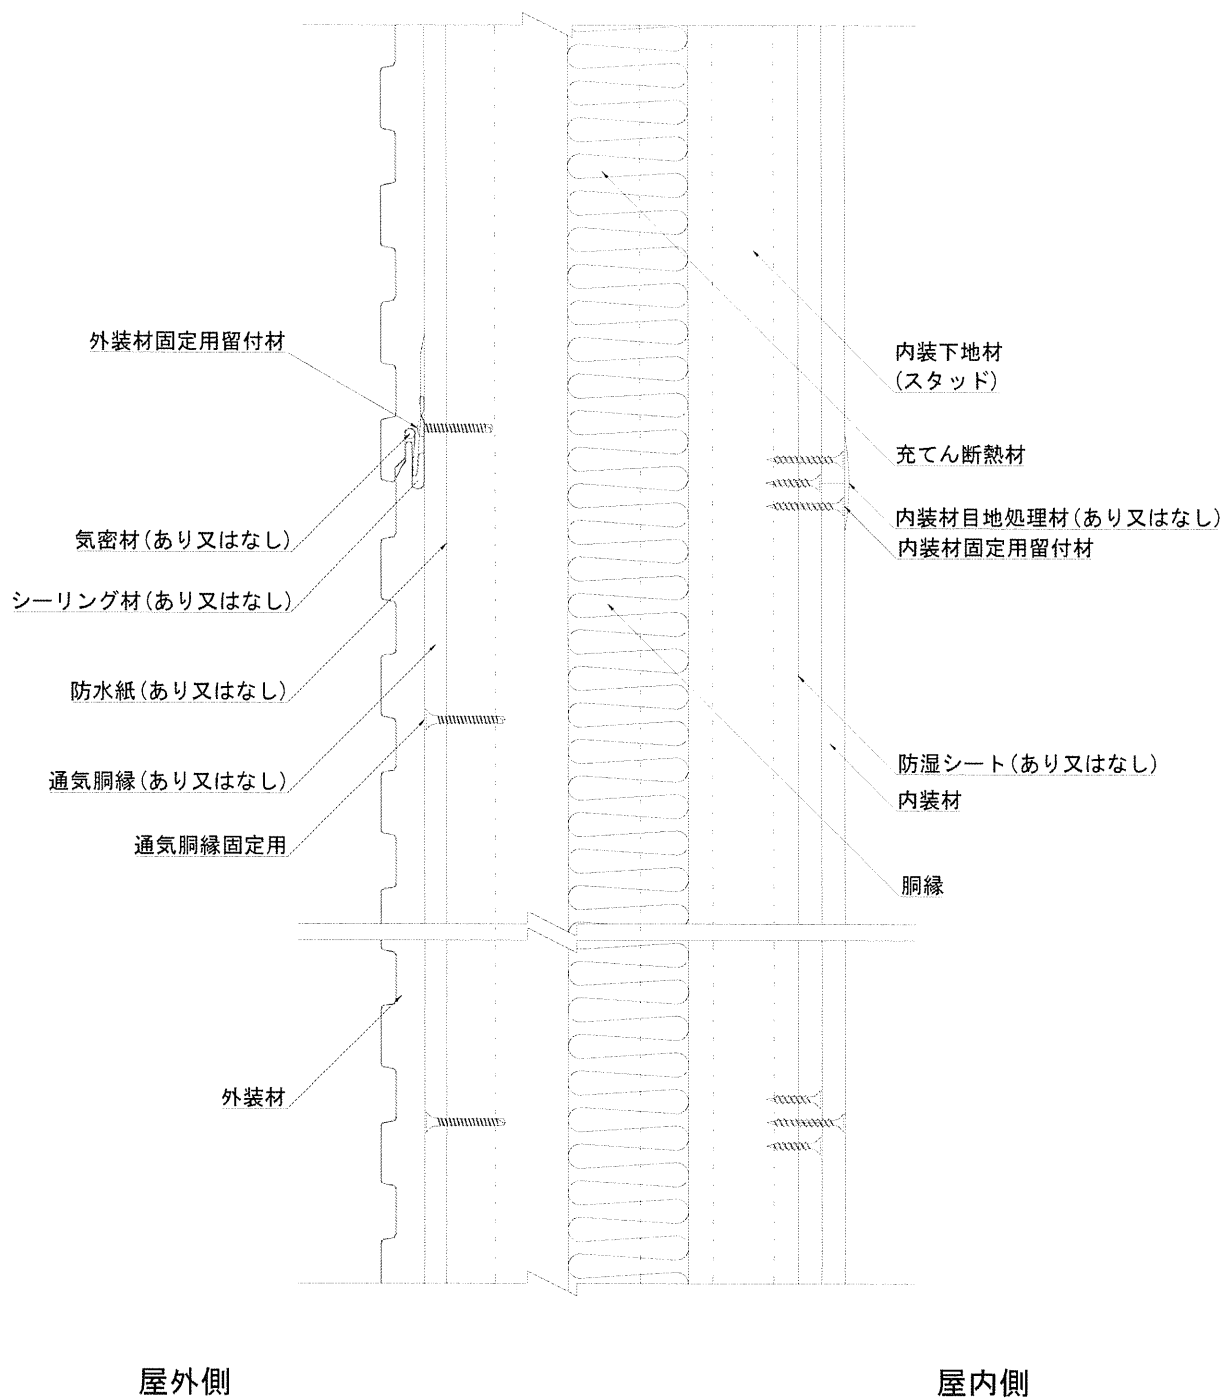 外装材固定用留付材
気密材(あり又はなし)
シーリング材(あり又はなし)
防水紙(あり又はなし)
通気胴縁(あり又はなし)
通気胴縁固定用
外装材
内装下地材
(スタッド)
充てん断熱材
内装材目地処理材(あり又はなし)
内装材固定用留付材
防湿シート(あり又はなし)
内装材
胴縁
屋外側
屋内側